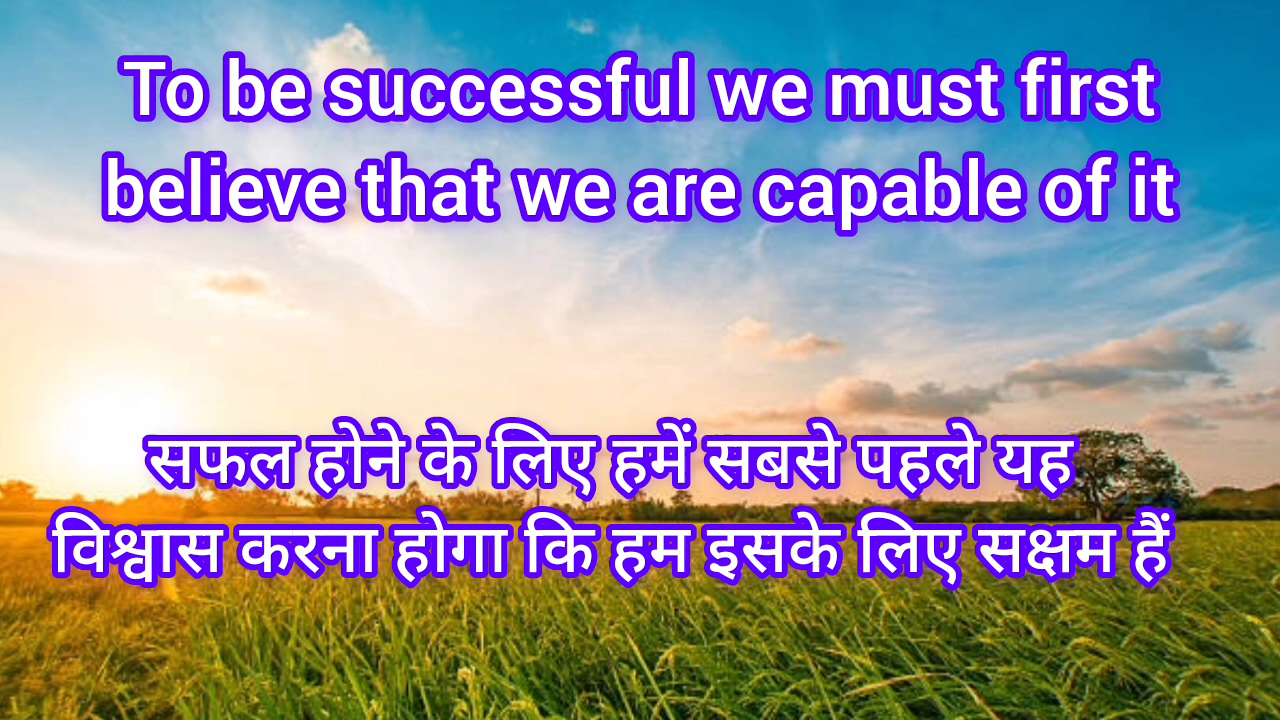 To be successful we must first
believe that we are capable of it
सफल होने के लिए हमें सबसे पहले यह
विश्वास करना होगा कि हम इसके लिए सक्षम हैं